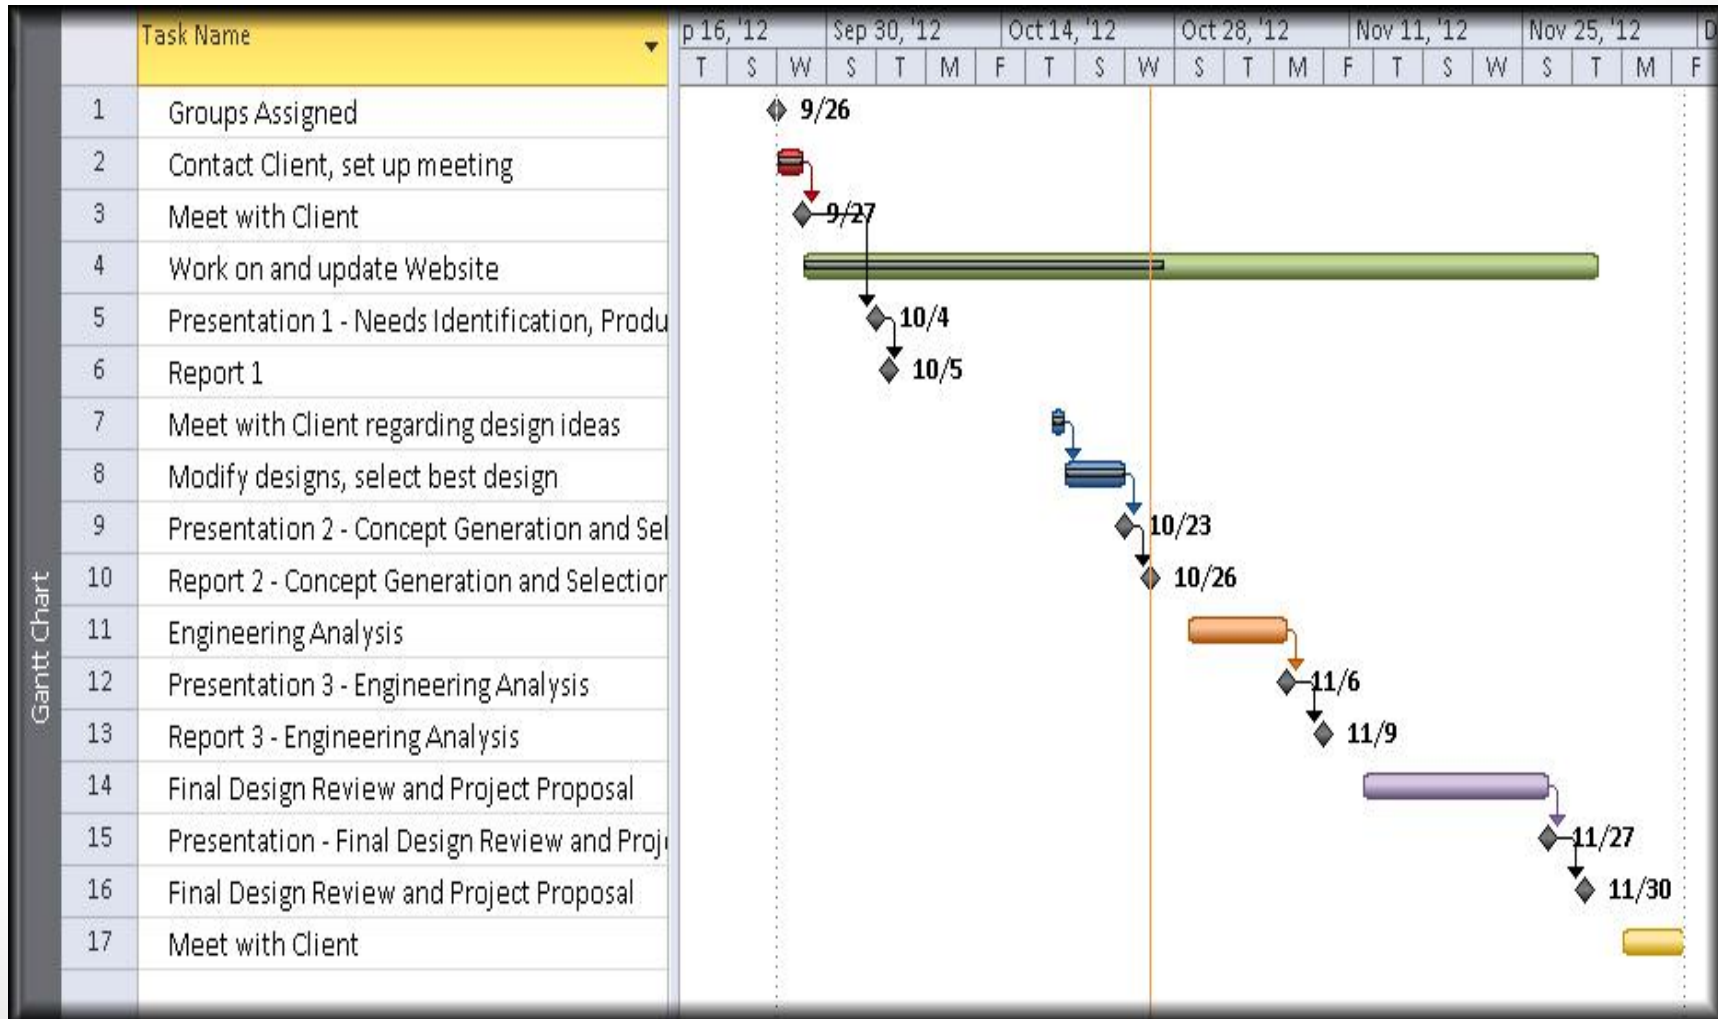 Task Name
p 16, '12 Sep 30, '12 Oct 14, '12 Oct 28, '12 Nov 11, '12 Nov 25, '12 D
T S W S T M F T S W S T M F T S W S T M F
1 Groups Assigned 9/26
2 Contact Client, set up meeting
3 Meet with Client 9/27
4 Work on and update Website
5 Presentation 1 - Needs Identification, Produ 10/4
6 Report 1 10/5
7 Meet with Client regarding design ideas
8 Modify designs, select best design
9 Presentation 2 - Concept Generation and Sel 10/23
10 Report 2 - Concept Generation and Selection 10/26
11 Engineering Analysis
12 Presentation 3 - Engineering Analysis 11/6
13 Report 3 - Engineering Analysis 11/9
14 Final Design Review and Project Proposal
15 Presentation - Final Design Review and Proj 11/27
16 Final Design Review and Project Proposal 11/30
17 Meet with Client
Gantt Chart